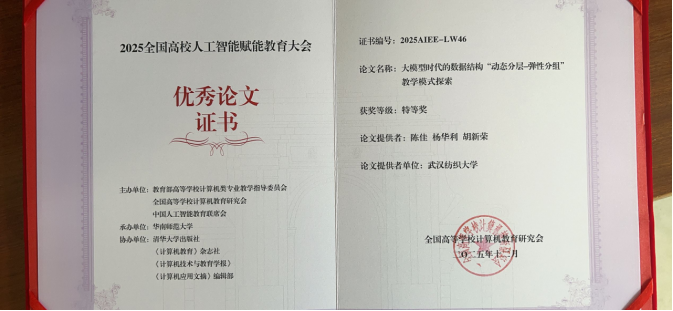 2025全国高校人工智能赋能教育大会
优秀论文
证书
主办单位：教育部高等学校计算机类专业教学指导委员会
全国高等学校计算机教育研究会
中国人工智能教育联席会
承办单位：华南师范大学
协办单位：清华大学出版社
《计算机教育》杂志社
《计算机技术与教育学报》
《计算机应用文摘》编辑部
证书编号：2025AIEE-LW46
论文名称：大模型时代的数据结构“动态分层-弹性分组”
教学模式探索
获奖等级：特等奖
论文提供者：陈佳 杨华利 胡新荣
论文提供者单位：武汉纺织大学
全国高等学校计算机教育研究会
二〇二五年十二月